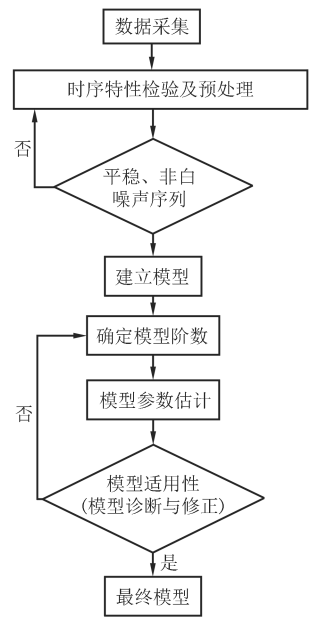 数据采集
时序特性检验及预处理
否
平稳、非白
噪声序列
建立模型
确定模型阶数
模型参数估计
否
模型适用性
(模型诊断与修正)
是
最终模型